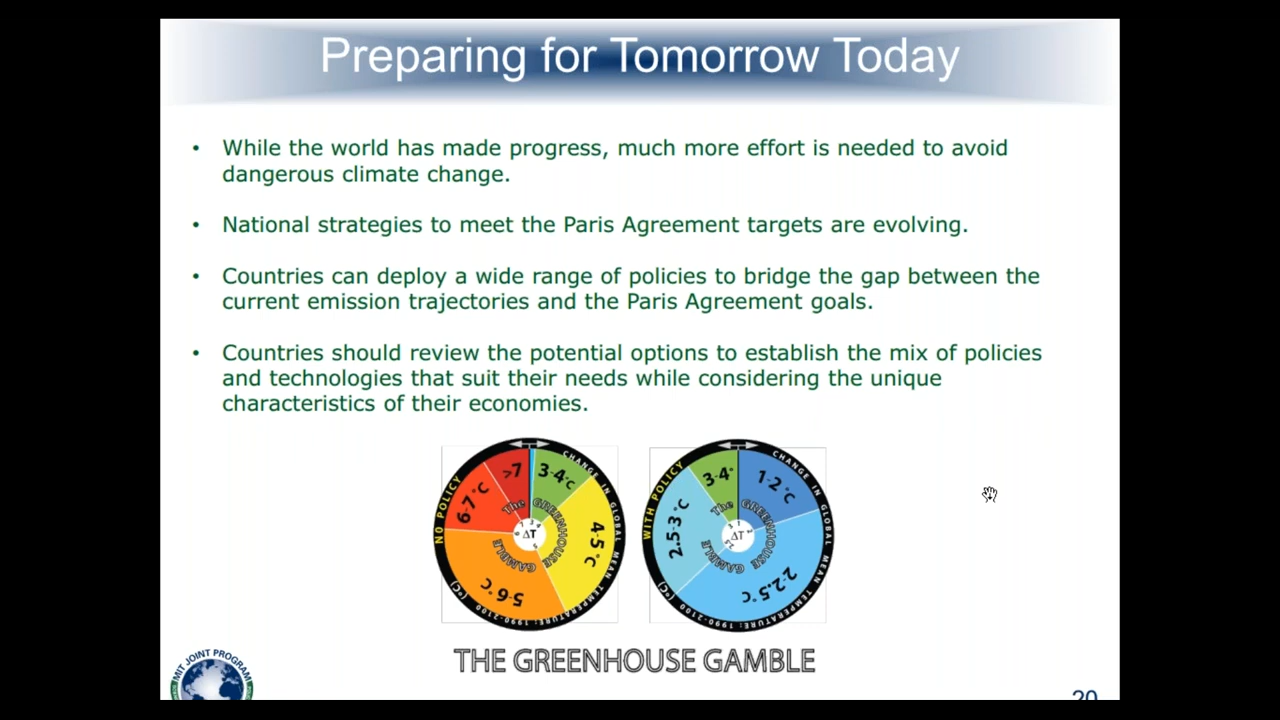 Preparing for Tomorrow Today
• While the world has made progress, much more effort is needed to avoid
dangerous climate change.
• National strategies to meet the Paris Agreement targets are evolving.
• Countries can deploy a wide range of policies to bridge the gap between the
current emission trajectories and the Paris Agreement goals.
• Countries should review the potential options to establish the mix of policies
and technologies that suit their needs while considering the unique
characteristics of their economies.
NO POLICY
CHANGE IN GLOBAL MEAN TEMPERATURE: 1990-2100 (°C)
>7
3-4°C
4-5°C
5-6°C
6-7°C
The GREENHOUSE GAMBLE
ΔT
WITH POLICY
CHANGE IN GLOBAL MEAN TEMPERATURE: 1990-2100 (°C)
3-4°
1-2°C
2-2.5°C
2.5-3°C
The GREENHOUSE GAMBLE
ΔT
THE GREENHOUSE GAMBLE
MIT JOINT PROGRAM
20